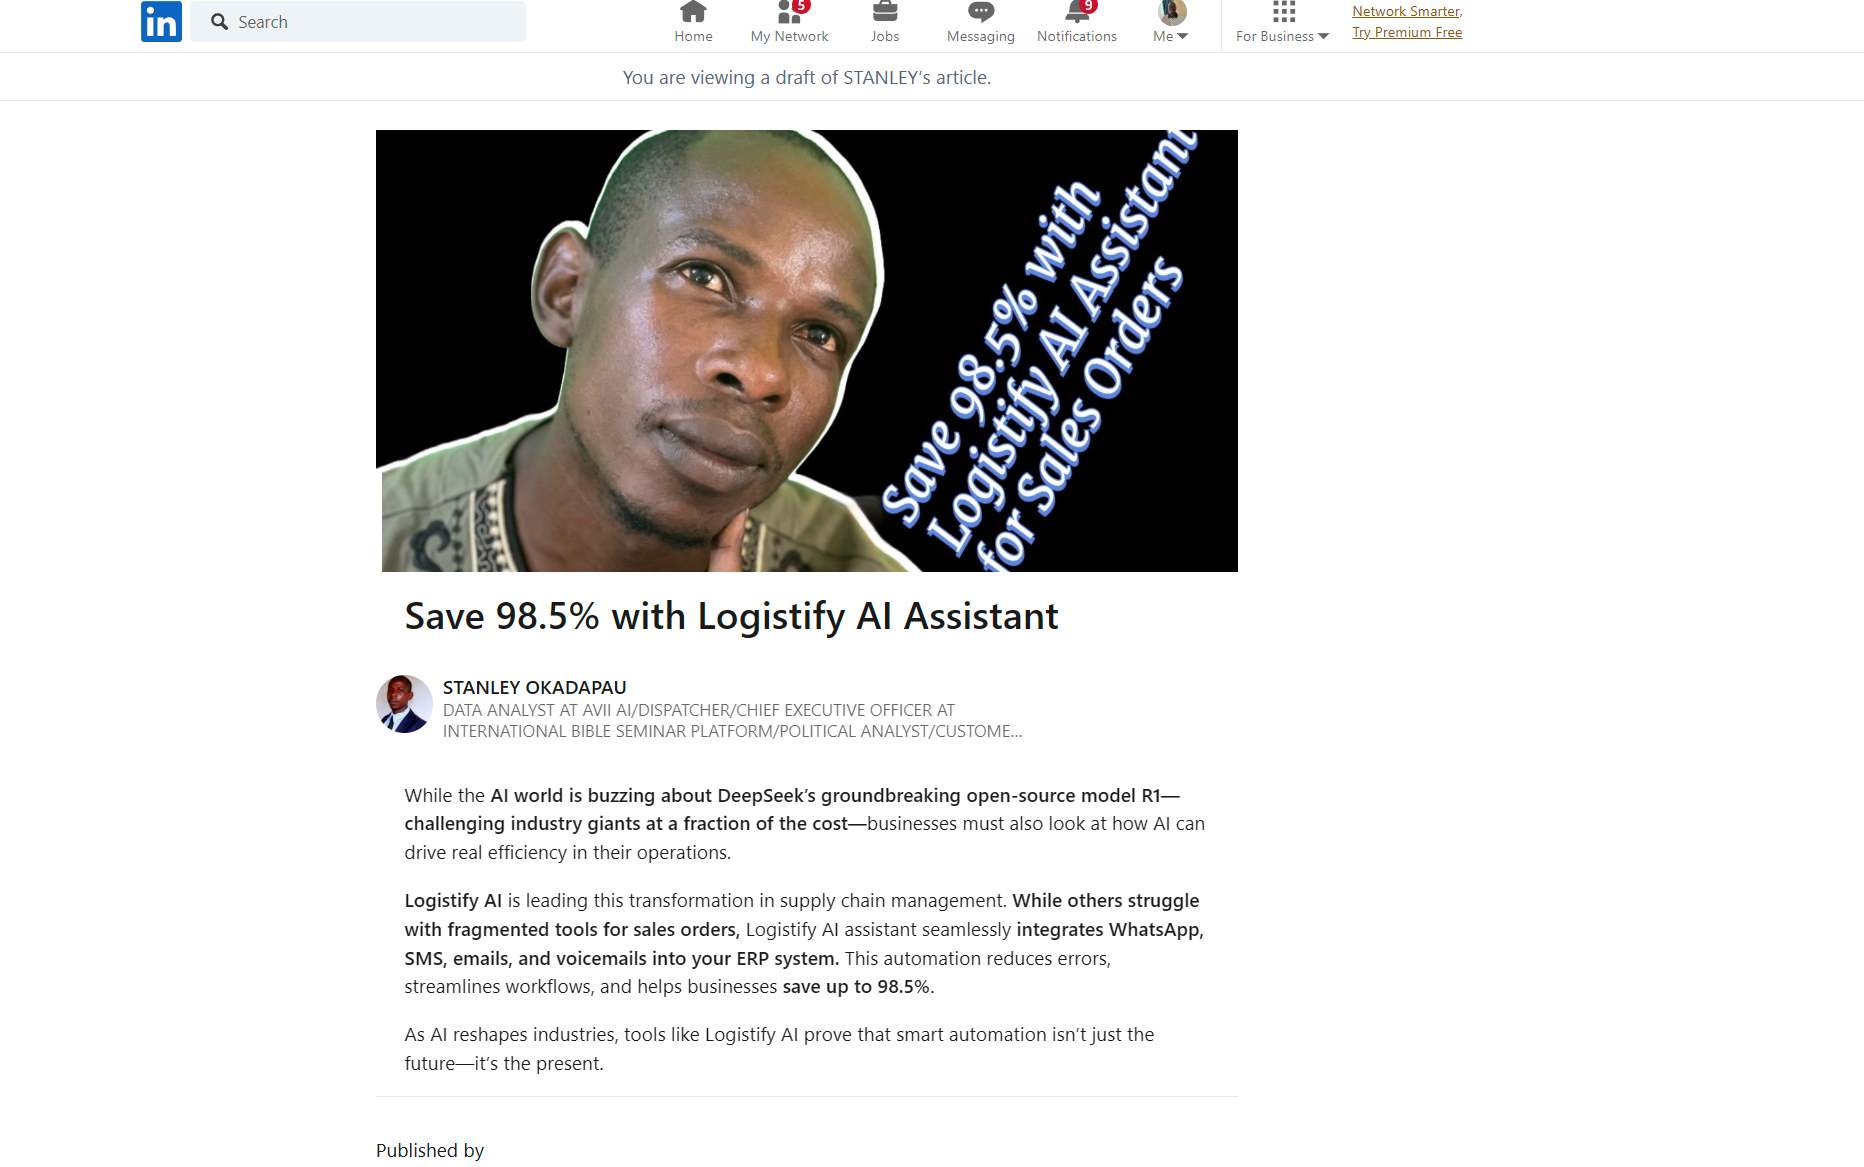 in
Search
Home
5
My Network
Jobs
Messaging
9
Notifications
Me
For Business
Network Smarter,
Try Premium Free
You are viewing a draft of STANLEY’s article.
Save 98.5% with
Logistify AI Assistant
for Sales Orders
Save 98.5% with Logistify AI Assistant
STANLEY OKADAPAU
DATA ANALYST AT AVII AI/DISPATCHER/CHIEF EXECUTIVE OFFICER AT
INTERNATIONAL BIBLE SEMINAR PLATFORM/POLITICAL ANALYST/CUSTOME...
While the AI world is buzzing about DeepSeek’s groundbreaking open-source model R1—
challenging industry giants at a fraction of the cost—businesses must also look at how AI can
drive real efficiency in their operations.
Logistify AI is leading this transformation in supply chain management. While others struggle
with fragmented tools for sales orders, Logistify AI assistant seamlessly integrates WhatsApp,
SMS, emails, and voicemails into your ERP system. This automation reduces errors,
streamlines workflows, and helps businesses save up to 98.5%.
As AI reshapes industries, tools like Logistify AI prove that smart automation isn’t just the
future—it’s the present.
Published by